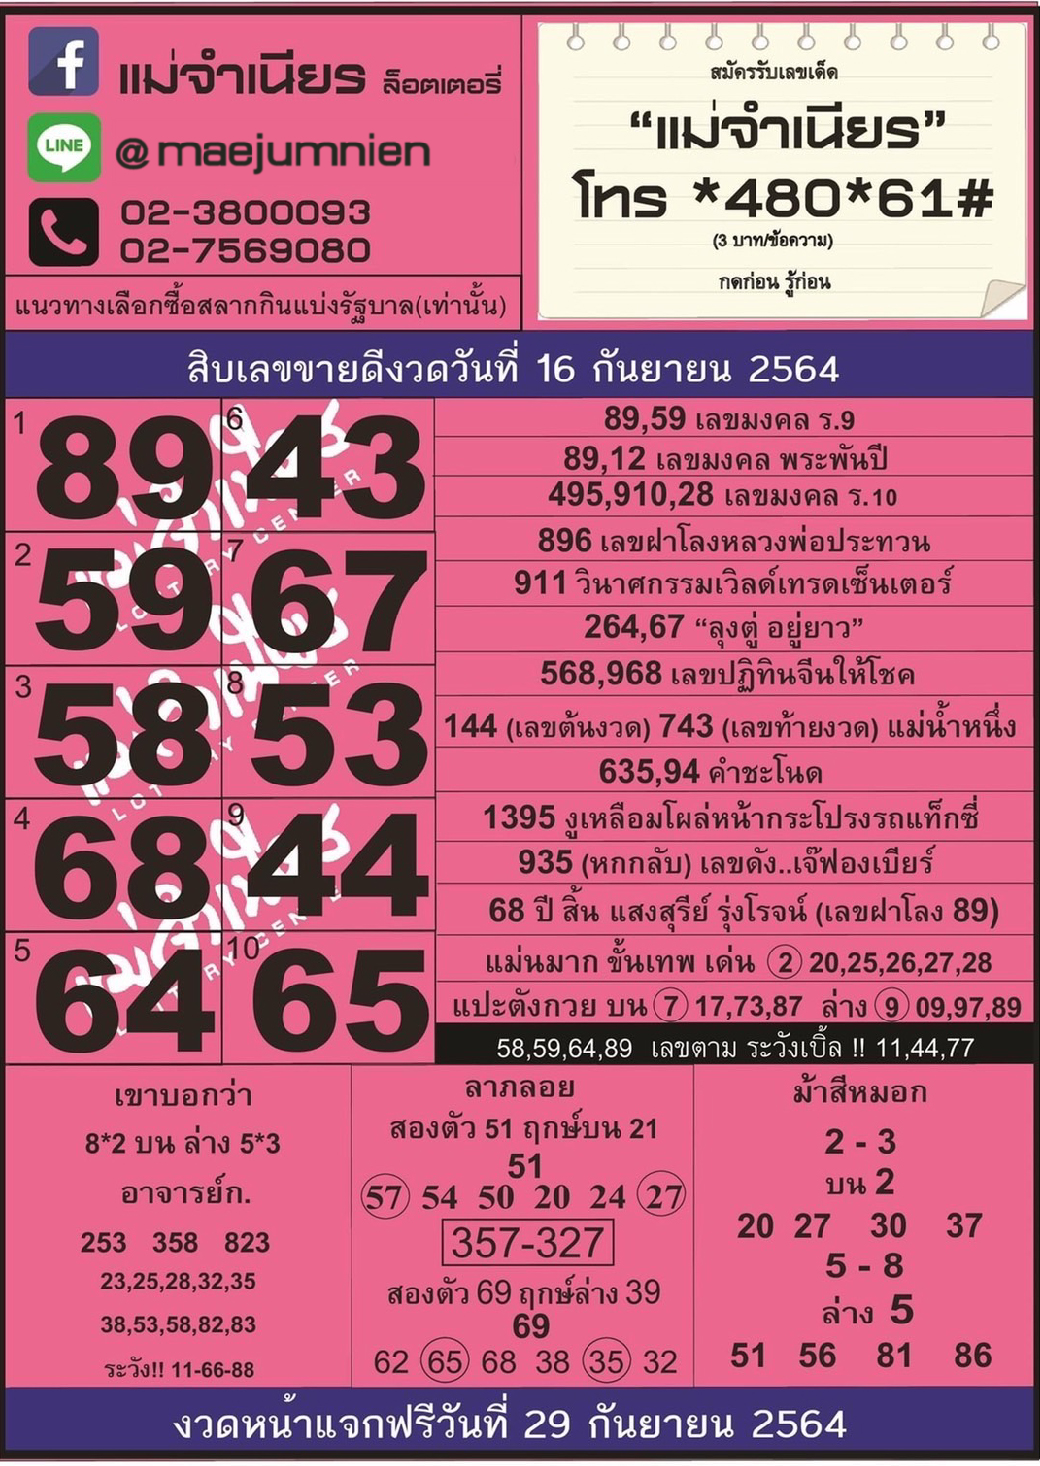 แม่จำเนียร ล็อตเตอรี่
LINE @maejumnien
02-3800093
02-7569080
แนวทางเลือกซื้อสลากกินแบ่งรัฐบาล(เท่านั้น)
สมัครรับเลขเด็ด
“แม่จำเนียร”
โทร *480*61#
(3 บาท/ข้อความ)
กดก่อน รู้ก่อน
สิบเลขขายดีงวดวันที่ 16 กันยายน 2564
1 89 6 43
2 59 7 67
3 58 8 53
4 68 9 44
5 64 10 65
89,59 เลขมงคล ร.9
89,12 เลขมงคล พระพันปี
495,910,28 เลขมงคล ร.10
896 เลขฝาโลงหลวงพ่อประทวน
911 วินาศกรรมเวิลด์เทรดเซ็นเตอร์
264,67 “ลุงตู่ อยู่ยาว”
568,968 เลขปฏิทินจีนให้โชค
144 (เลขต้นงวด) 743 (เลขท้ายงวด) แม่น้ำหนึ่ง
635,94 คำชะโนด
1395 งูเหลือมโผล่หน้ากระโปรงรถแท็กซี่
935 (หกกลับ) เลขดัง..เจ๊ฟองเบียร์
68 ปี สิ้น แสงสุรีย์ รุ่งโรจน์ (เลขฝาโลง 89)
แม่นมาก ขั้นเทพ เด่น 2 20,25,26,27,28
แปะตังกวย บน 7 17,73,87 ล่าง 9 09,97,89
58,59,64,89 เลขตาม ระวังเบิ้ล !! 11,44,77
เขาบอกว่า
8*2 บน ล่าง 5*3
อาจารย์ก.
253 358 823
23,25,28,32,35
38,53,58,82,83
ระวัง!! 11-66-88
ลาภลอย
สองตัว 51 ฤกษ์บน 21
51
57 54 50 20 24 27
357-327
สองตัว 69 ฤกษ์ล่าง 39
69
62 65 68 38 35 32
ม้าสีหมอก
2 - 3
บน 2
20 27 30 37
5 - 8
ล่าง 5
51 56 81 86
งวดหน้าแจกฟรีวันที่ 29 กันยายน 2564